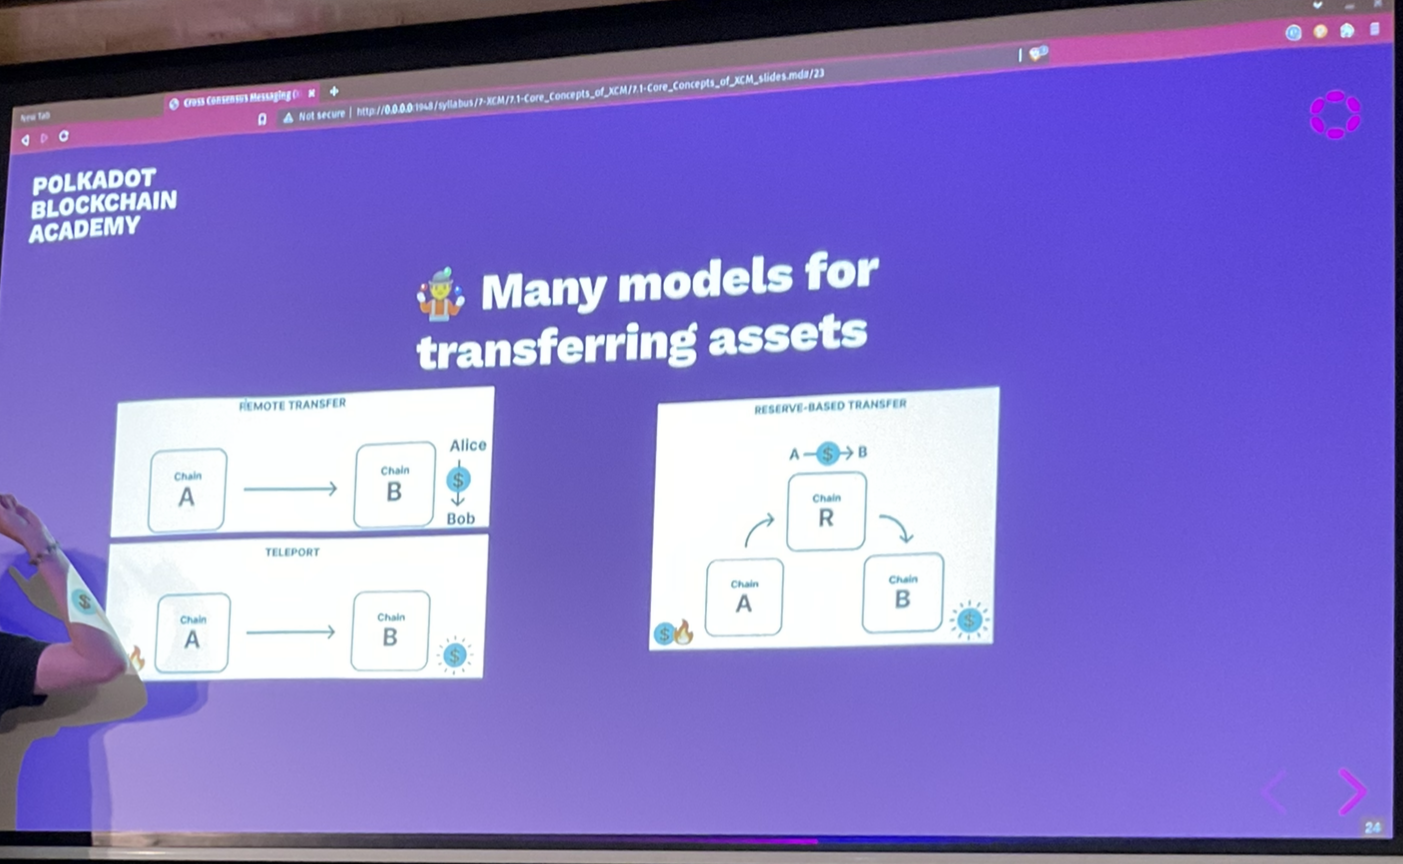 New Tab
Cross Consensus Messaging (
Not secure | http://0.0.0.0:1948/syllabus/7-XCM/7.1-Core_Concepts_of_XCM/7.1-Core_Concepts_of_XCM_slides.md#/23
POLKADOT
BLOCKCHAIN
ACADEMY
Many models for
transferring assets
REMOTE TRANSFER
Chain
A
Chain
B
Alice
$
Bob
TELEPORT
$
Chain
A
Chain
B
$
RESERVE-BASED TRANSFER
A $ B
Chain
R
Chain
A
Chain
B
$
$
24